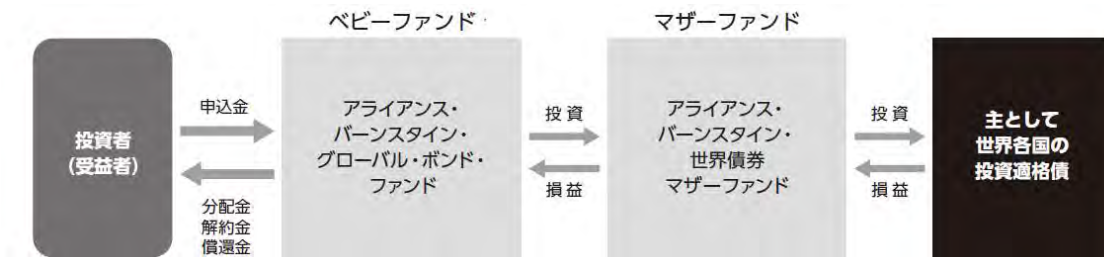 ベビーファンド
マザーファンド
投資者
(受益者)
申込金
分配金
解約金
償還金
アライアンス・
バーンスタイン・
グローバル・ボンド・
ファンド
投資
損益
アライアンス・
バーンスタイン・
世界債券
マザーファンド
投資
損益
主として
世界各国の
投資適格債